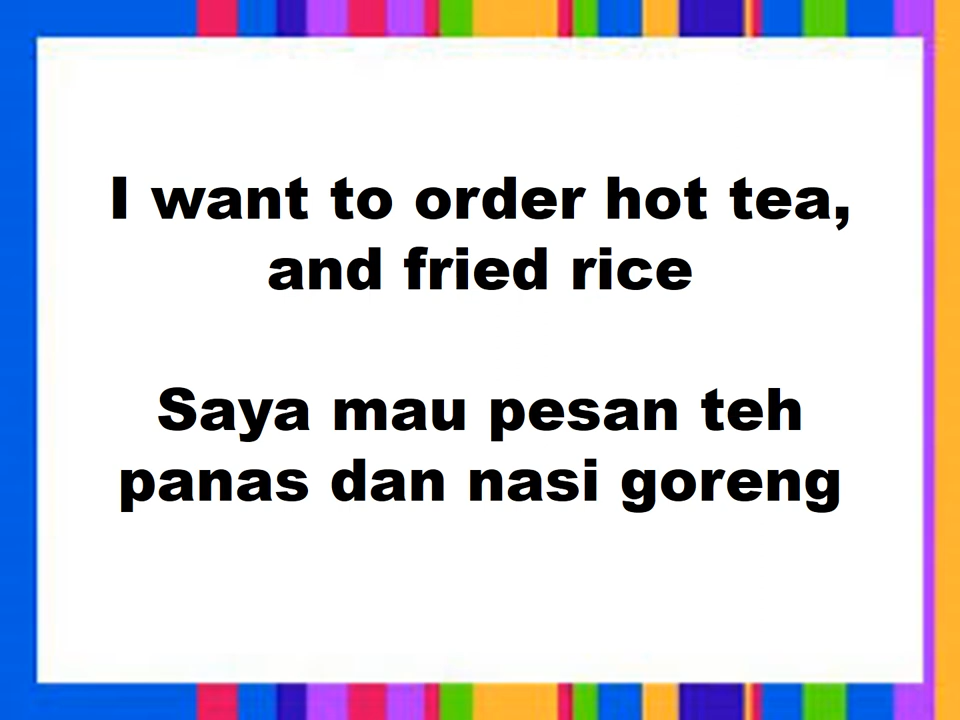 I want to order hot tea,
and fried rice
Saya mau pesan teh
panas dan nasi goreng